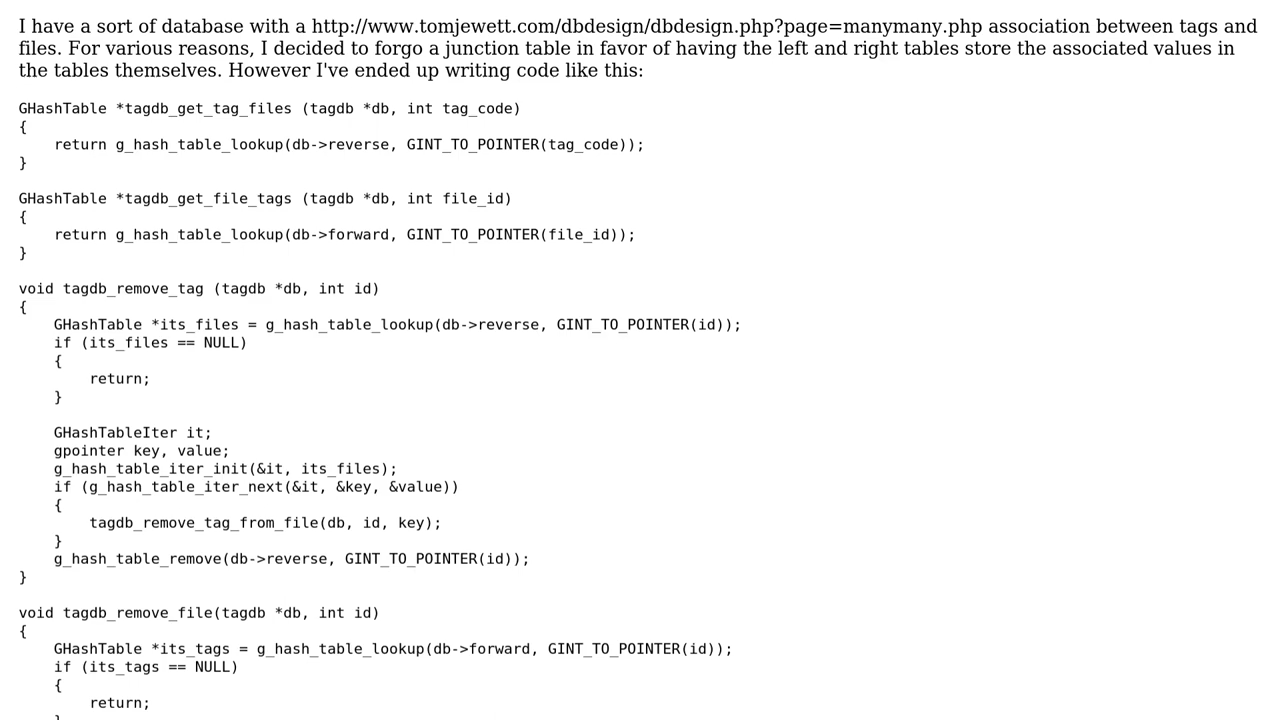 I have a sort of database with a http://www.tomjewett.com/dbdesign/dbdesign.php?page=manymany.php association between tags and
files. For various reasons, I decided to forgo a junction table in favor of having the left and right tables store the associated values in
the tables themselves. However I've ended up writing code like this:
GHashTable *tagdb_get_tag_files (tagdb *db, int tag_code)
{
    return g_hash_table_lookup(db->reverse, GINT_TO_POINTER(tag_code));
}
GHashTable *tagdb_get_file_tags (tagdb *db, int file_id)
{
    return g_hash_table_lookup(db->forward, GINT_TO_POINTER(file_id));
}
void tagdb_remove_tag (tagdb *db, int id)
{
    GHashTable *its_files = g_hash_table_lookup(db->reverse, GINT_TO_POINTER(id));
    if (its_files == NULL)
    {
        return;
    }
    GHashTableIter it;
    gpointer key, value;
    g_hash_table_iter_init(&it, its_files);
    if (g_hash_table_iter_next(&it, &key, &value))
    {
        tagdb_remove_tag_from_file(db, id, key);
    }
    g_hash_table_remove(db->reverse, GINT_TO_POINTER(id));
}
void tagdb_remove_file(tagdb *db, int id)
{
    GHashTable *its_tags = g_hash_table_lookup(db->forward, GINT_TO_POINTER(id));
    if (its_tags == NULL)
    {
        return;
    }